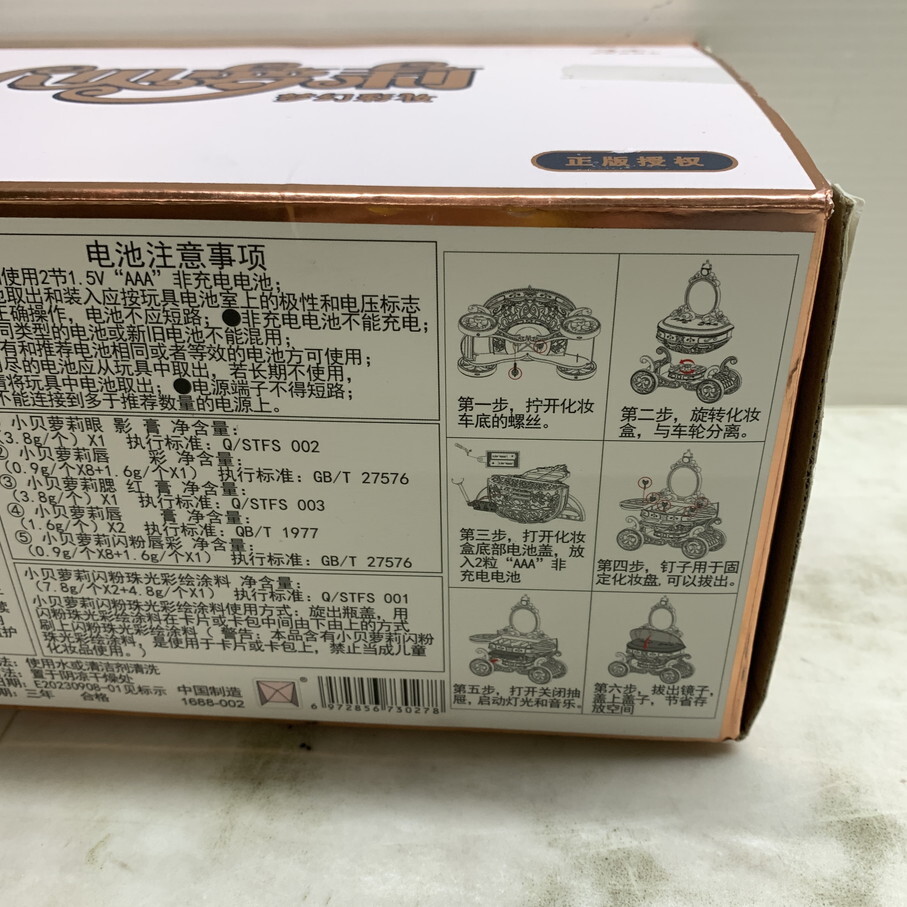 正版授权
电池注意事项
使用2节1.5V“AAA”非充电电池；
取出和装入应按玩具电池室上的极性和电压标志
正确操作，电池不应短路；●非充电电池不能充电；
同类型的电池或新旧电池不能混用；
有和推荐电池相同或者等效的电池方可使用；
尽的电池应从玩具中取出，若长期不使用，
将玩具中电池取出；●电源端子不得短路；
不能连接到多于推荐数量的电源上。
小贝萝莉眼 影 膏 净含量：
(3.8g/个) X1 执行标准：Q/STFS 002
② 小贝萝莉唇 彩 净含量：
(0.9g/个X8+1.6g/个X1) 执行标准：GB/T 27576
③ 小贝萝莉腮 红 膏 净含量：
(3.8g/个) X1 执行标准：Q/STFS 003
④ 小贝萝莉唇 膏 净含量：
(1.6g/个) X2 执行标准：QB/T 1977
⑤ 小贝萝莉闪粉唇彩 净含量：
(0.9g/个X8+1.6g/个X1) 执行标准：GB/T 27576
小贝萝莉闪粉珠光彩绘涂料 净含量：
(7.8g/个X2+4.8g/个X1) 执行标准：Q/STFS 001
小贝萝莉闪粉珠光彩绘涂料使用方式：旋出瓶盖，用
闪粉珠光彩绘涂料在卡片或卡包中间由下由上的方式
刷上闪粉珠光彩绘涂料（警告：本品含有小贝萝莉闪粉
珠光彩绘涂料”，是使用于卡片或卡包上，禁止当成儿童
化妆品使用。）
法：使用水或清洁剂清洗
法：置于阴凉干燥处
日期：E20230908-01见标示
期：三年 合格
中国制造
1688-002
6 972856 730278
第一步，拧开化妆
车底的螺丝。
第二步，旋转化妆
盒，与车轮分离。
第三步，打开化妆
盒底部电池盖，放
入2粒“AAA”非
充电电池
第四步，钉子用于固
定化妆盘，可以拔出。
第五步，打开关闭抽
屉，启动灯光和音乐。
第六步，拔出镜子，
盖上盖子，节省存
放空间